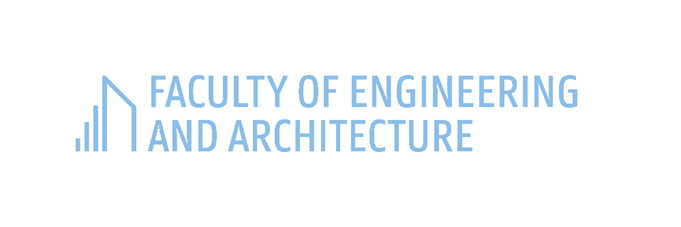 FACULTY OF ENGINEERING
AND ARCHITECTURE